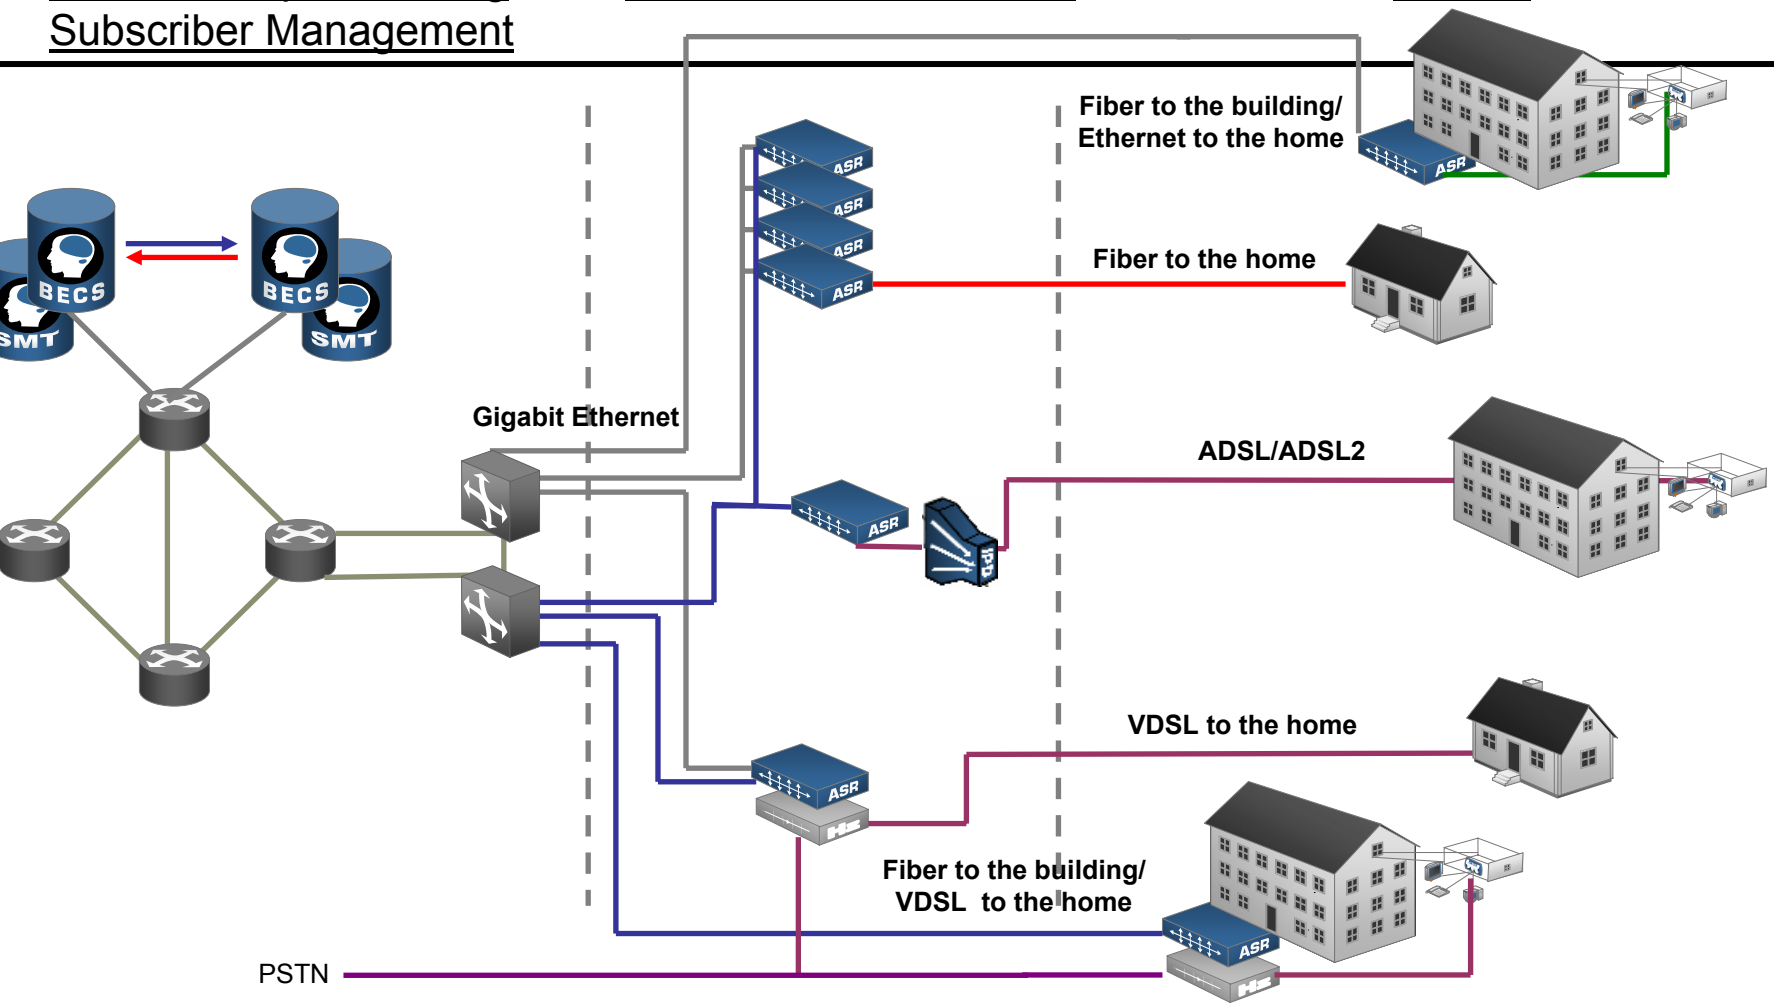 Subscriber Management
Fiber to the building/
Ethernet to the home
ASR
ASR
ASR
ASR
ASR
Fiber to the home
BECS
BECS
SMT
SMT
Gigabit Ethernet
ADSL/ADSL2
ASR
VDSL to the home
ASR
Hz
Fiber to the building/
VDSL to the home
ASR
Hz
PSTN